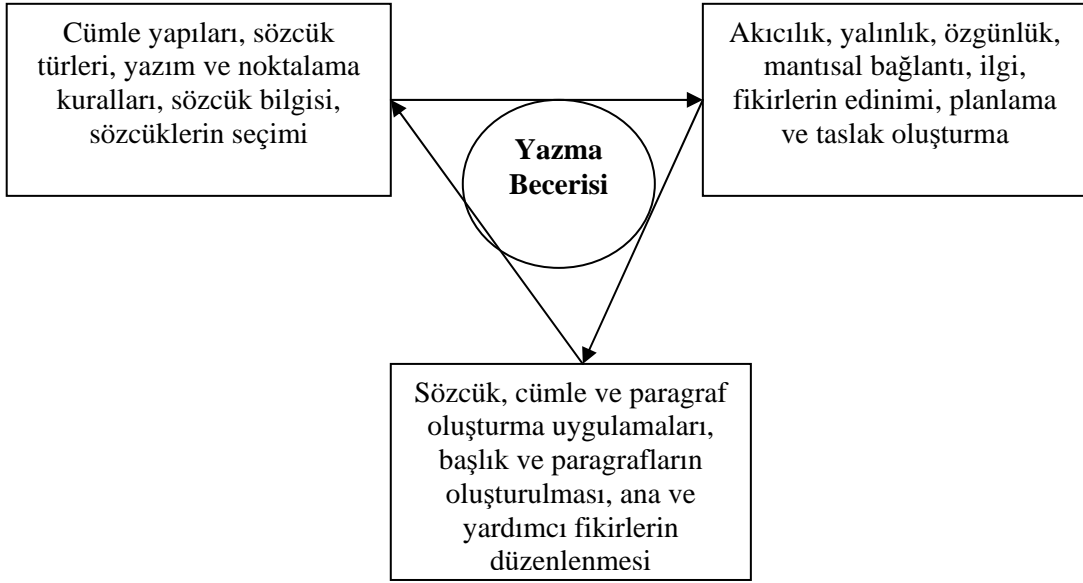 Cümle yapıları, sözcük
türleri, yazım ve noktalama
kuralları, sözcük bilgisi,
sözcüklerin seçimi
Akıcılık, yalınlık, özgünlük,
mantısal bağlantı, ilgi,
fikirlerin edinimi, planlama
ve taslak oluşturma
Yazma
Becerisi
Sözcük, cümle ve paragraf
oluşturma uygulamaları,
başlık ve paragrafların
oluşturulması, ana ve
yardımcı fikirlerin
düzenlenmesi